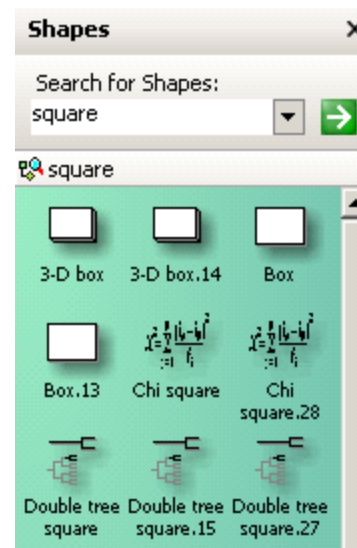 Shapes
Search for Shapes:
square
square
3-D box 3-D box.14 Box
Box.13 Chi square Chi
square.28
Double tree Double tree Double tree
square square.15 square.27